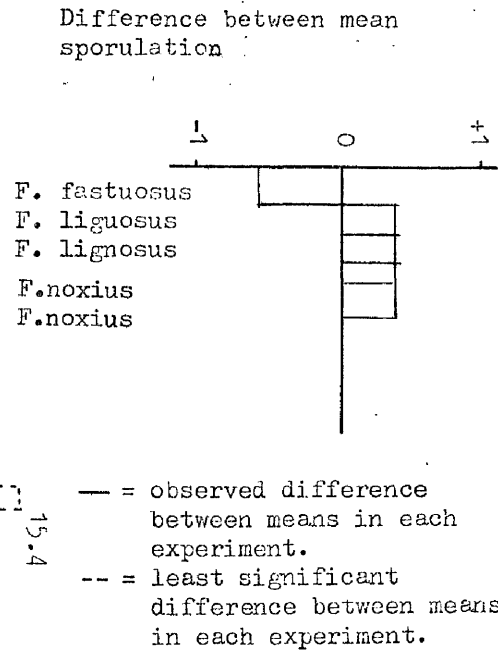 Difference between mean
sporulation
-1 0 +1
F. fastuosus
F. liguosus
F. lignosus
F.noxius
F.noxius
— = observed difference
between means in each
experiment.
15.4
-- = least significant
difference between means
in each experiment.